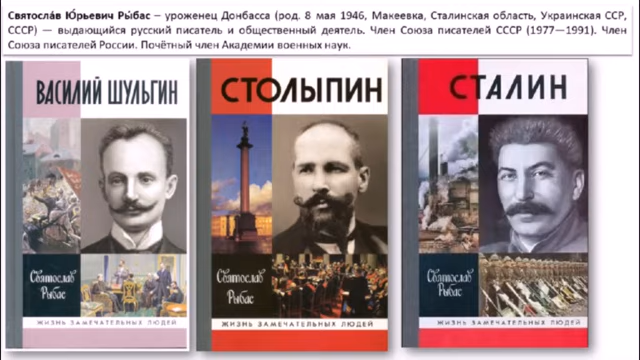 Святосла́в Ю́рьевич Ры́бас – уроженец Донбасса (род. 8 мая 1946, Макеевка, Сталинская область, Украинская ССР,
СССР) — выдающийся русский писатель и общественный деятель. Член Союза писателей СССР (1977—1991). Член
Союза писателей России. Почётный член Академии военных наук.
ВАСИЛИЙ ШУЛЬГИН
Святослав
Рыбас
ЖИЗНЬ ЗАМЕЧАТЕЛЬНЫХ ЛЮДЕЙ
СТОЛЫПИН
Святослав
Рыбас
ЖИЗНЬ ЗАМЕЧАТЕЛЬНЫХ ЛЮДЕЙ
СТАЛИН
Святослав
Рыбас
ЖИЗНЬ ЗАМЕЧАТЕЛЬНЫХ ЛЮДЕЙ